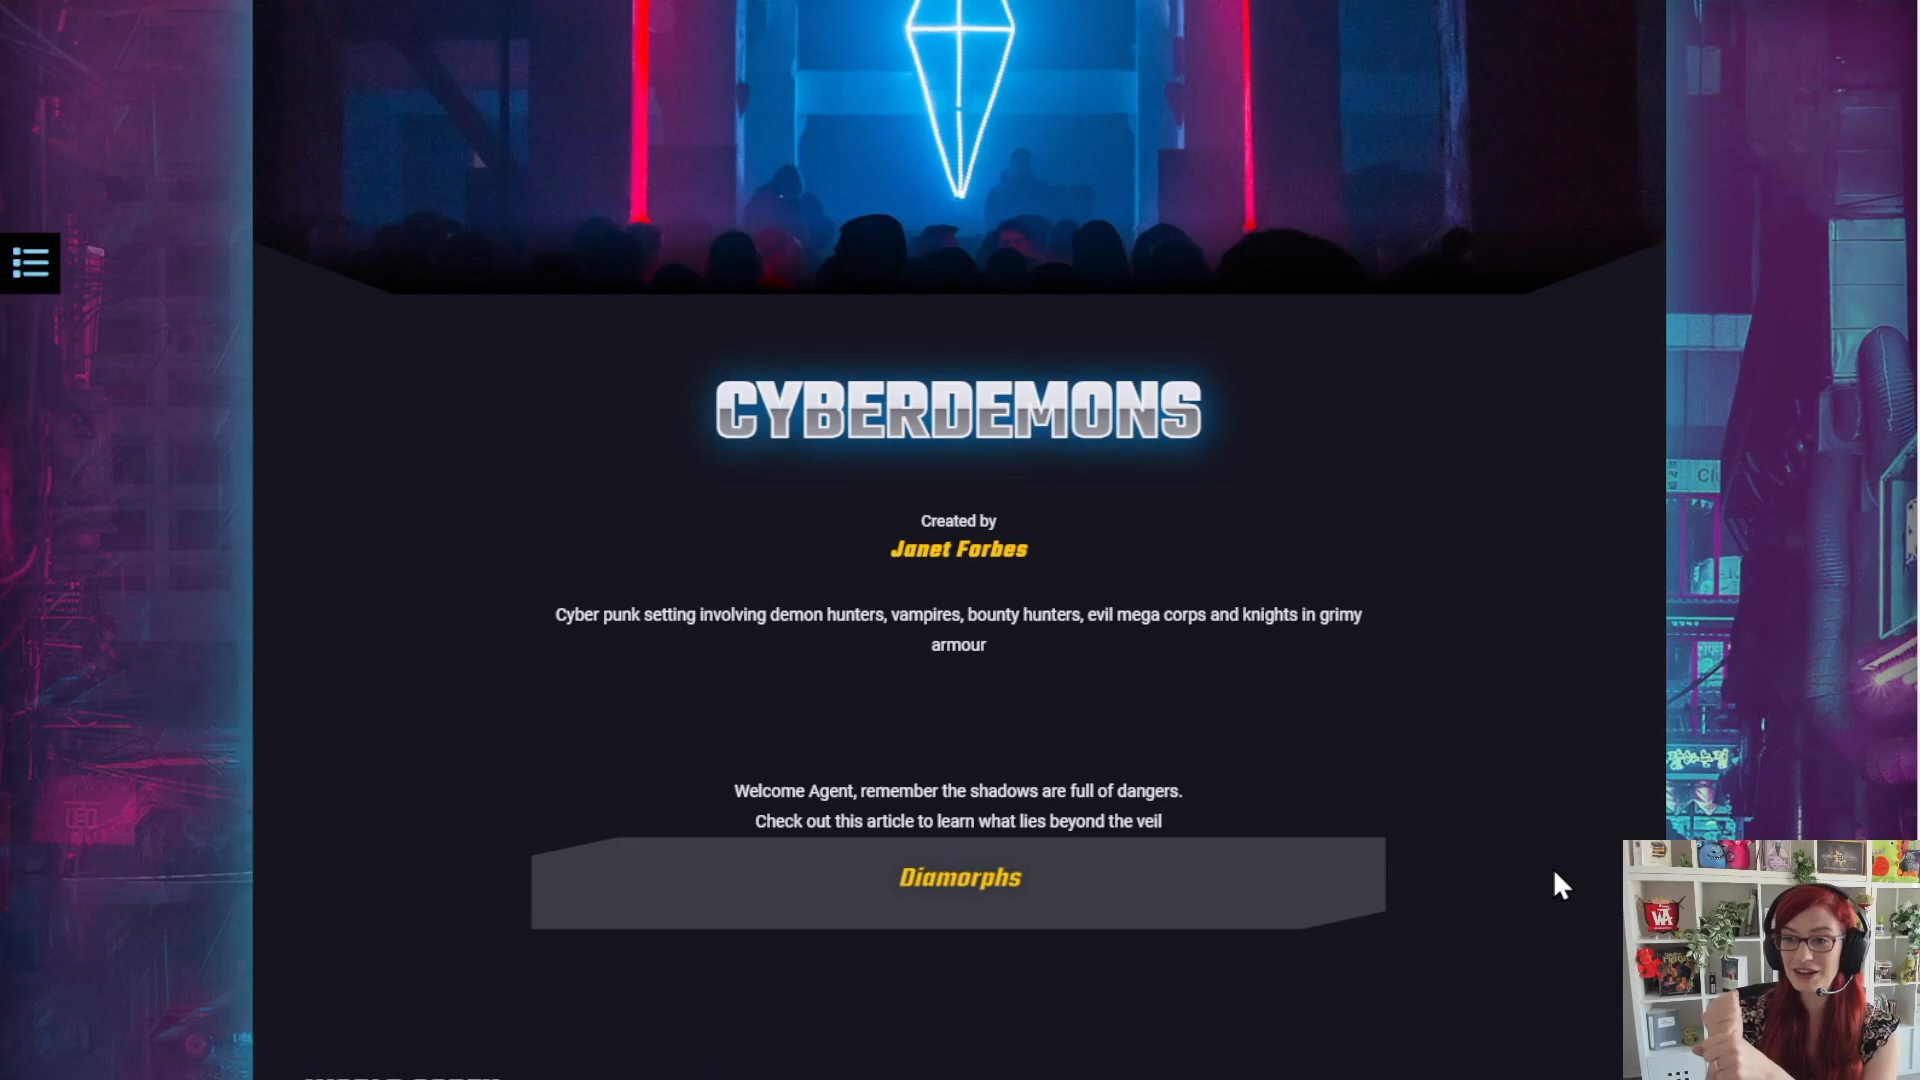 CYBERDEMONS
Created by
Janet Forbes
Cyber punk setting involving demon hunters, vampires, bounty hunters, evil mega corps and knights in grimy
armour
Welcome Agent, remember the shadows are full of dangers.
Check out this article to learn what lies beyond the veil
Diamorphs
WA
MAGIC